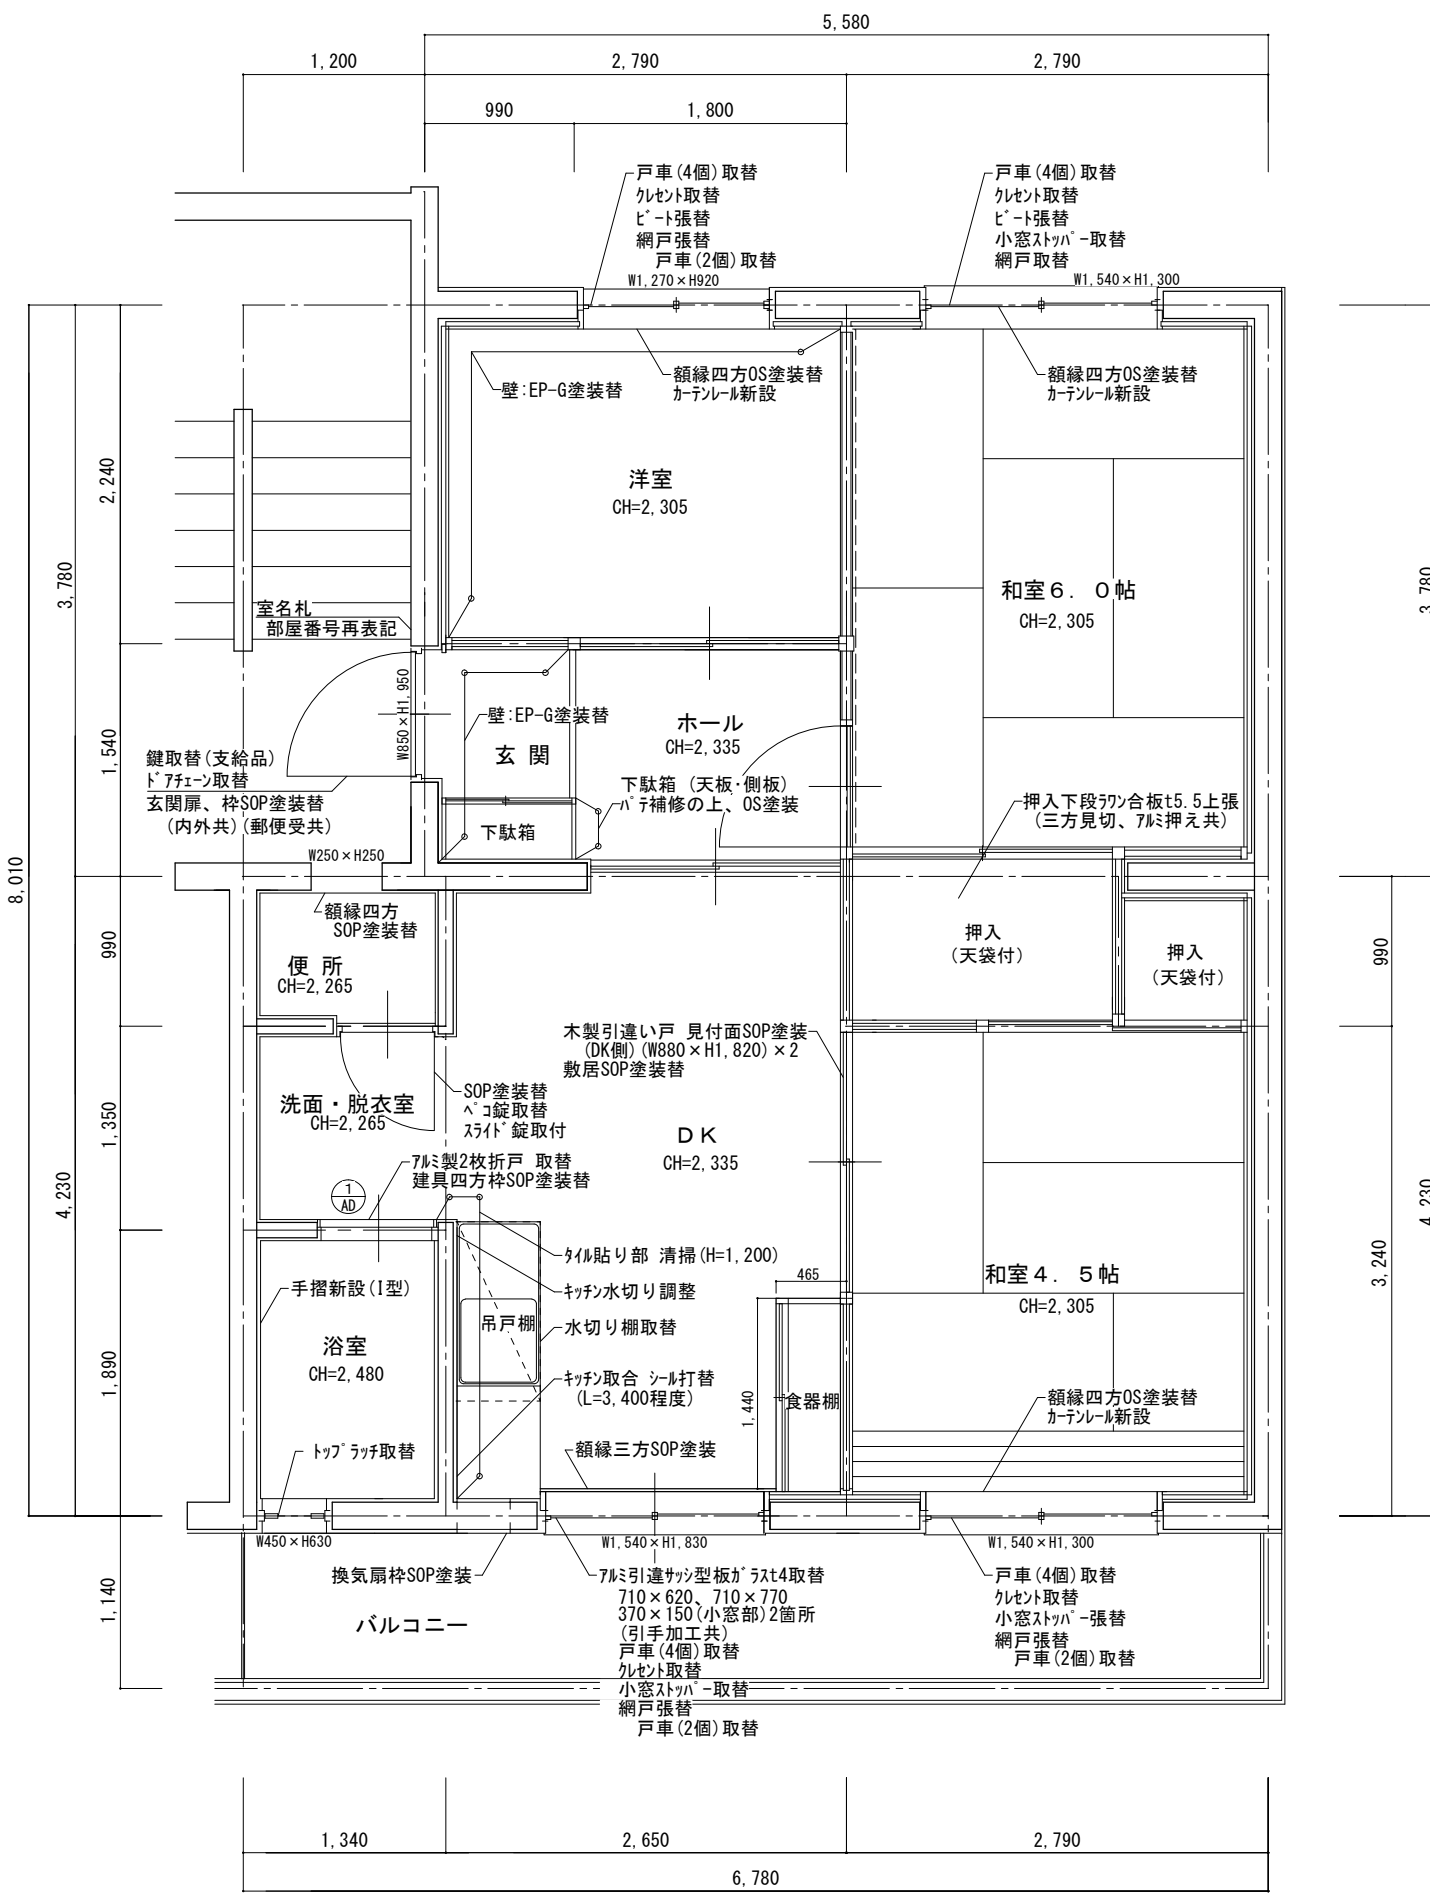 5,580
1,200
2,790
2,790
990
1,800
戸車(4個)取替
クレセント取替
ビート張替
網戸張替
戸車(2個)取替
W1,270×H920
戸車(4個)取替
クレセント取替
ビート張替
小窓ストッパー取替
網戸取替
W1,540×H1,300
壁:EP-G塗装替
額縁四方OS塗装替
カーテンレール新設
額縁四方OS塗装替
カーテンレール新設
洋室
CH=2,305
和室6.0帖
CH=2,305
2,240
3,780
3,780
室名札
部屋番号再表記
W850×H1,950
壁:EP-G塗装替
玄関
ホール
CH=2,335
1,540
鍵取替(支給品)
ドアチェーン取替
玄関扉、枠SOP塗装替
(内外共)(郵便受共)
下駄箱 (天板・側板)
パテ補修の上、OS塗装
下駄箱
押入下段ラワン合板t5.5上張
(三方見切、アルミ押え共)
W250×H250
8,010
額縁四方
SOP塗装替
便所
CH=2,265
990
押入
(天袋付)
押入
(天袋付)
990
木製引違い戸 見付面SOP塗装
(DK側)(W880×H1,820)×2
敷居SOP塗装替
SOP塗装替
ペコ錠取替
スライド錠取付
洗面・脱衣室
CH=2,265
1,350
DK
CH=2,335
アルミ製2枚折戸 取替
建具四方枠SOP塗装替
1
AD
4,230
4,230
3,240
タイル貼り部 清掃(H=1,200)
キッチン水切り調整
吊戸棚
水切り棚取替
キッチン取合 シール打替
(L=3,400程度)
465
1,440
食器棚
和室4.5帖
CH=2,305
手摺新設(I型)
浴室
CH=2,480
1,890
額縁四方OS塗装替
カーテンレール新設
トップラッチ取替
額縁三方SOP塗装
W450×H630
W1,540×H1,830
W1,540×H1,300
換気扇枠SOP塗装
バルコニー
1,140
アルミ引違サッシ型板ガラスt4取替
710×620、710×770
370×150(小窓部)2箇所
(引手加工共)
戸車(4個)取替
クレセント取替
小窓ストッパー取替
網戸張替
戸車(2個)取替
戸車(4個)取替
クレセント取替
小窓ストッパー張替
網戸張替
戸車(2個)取替
1,340
2,650
2,790
6,780